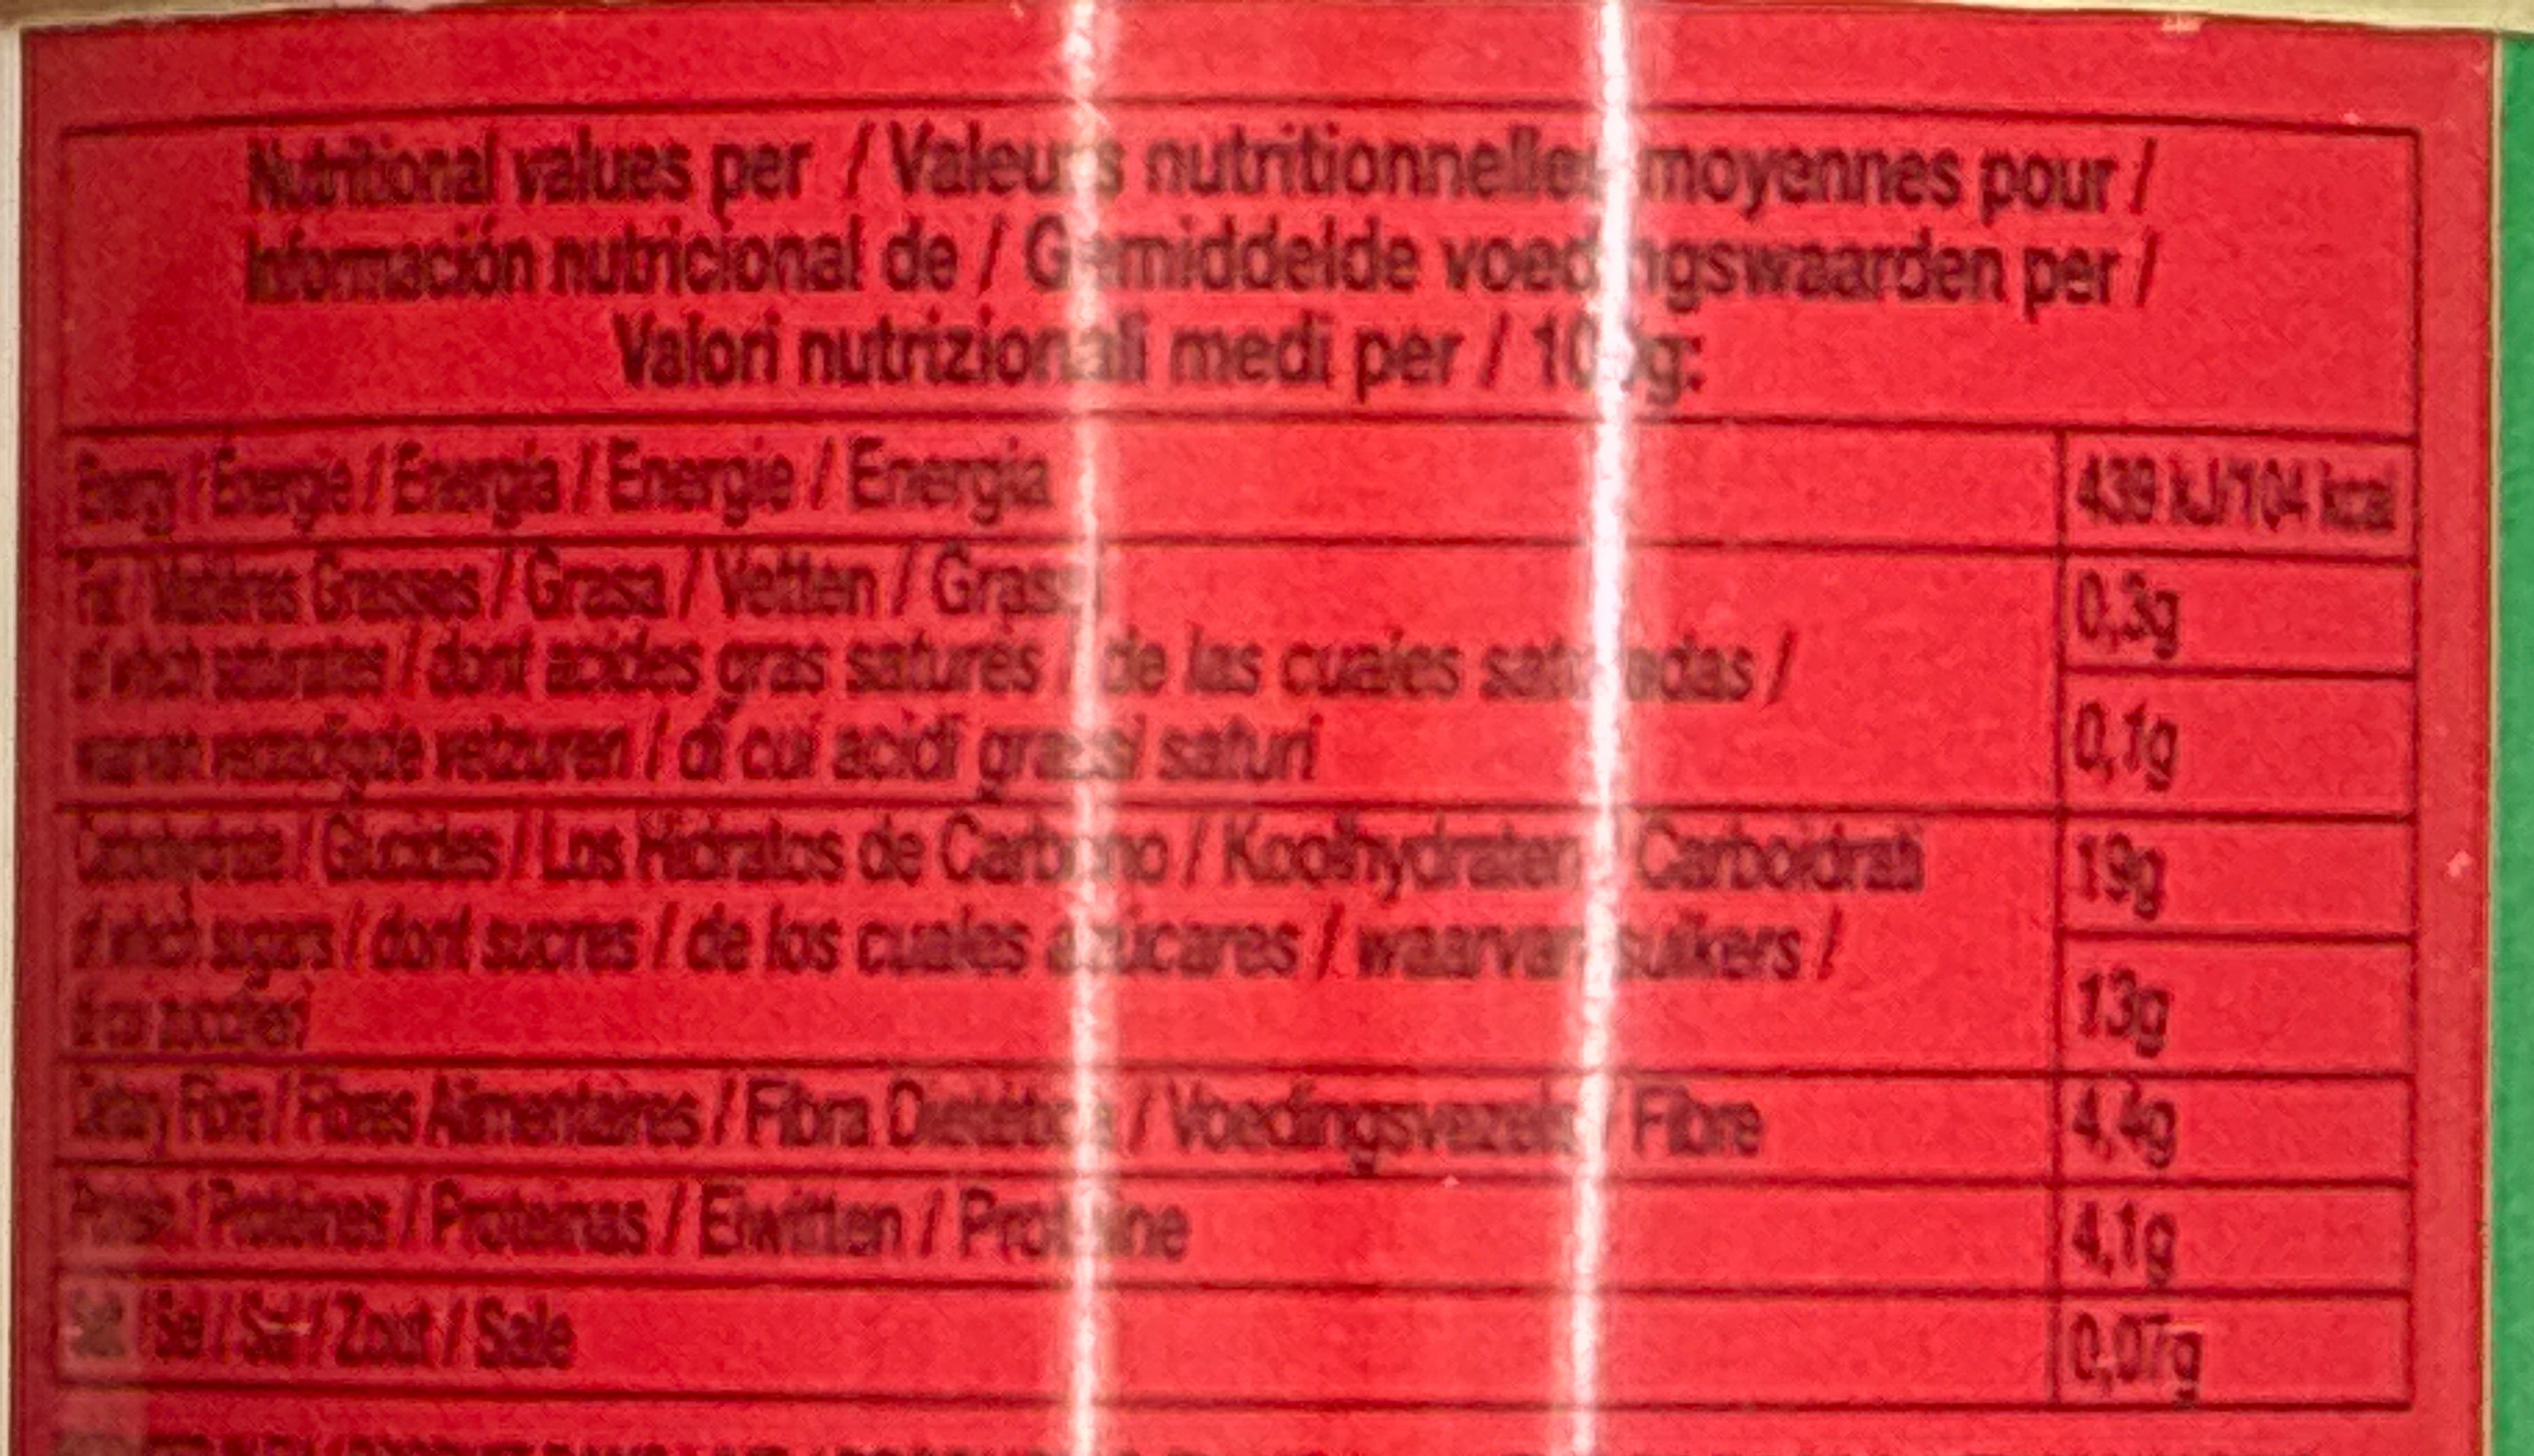 Nutritional values per / Valeurs nutritionnelles moyennes pour /
Información nutricional de / Gemiddelde voedingswaarden per /
Valori nutrizionali medi per / 100g:
Energy / Énergie / Energía / Energie / Energia
439 kJ/104 kcal
Fat / Matières Grasses / Grasa / Vetten / Grassi
0,3g
of which saturates / dont acides gras saturés / de las cuales saturadas /
waarvan verzadigde vetzuren / di cui acidi grassi saturi
0,1g
Carbohydrate / Glucides / Los Hidratos de Carbono / Koolhydraten / Carboidrati
19g
of which sugars / dont sucres / de los cuales azúcares / waarvan suikers /
di cui zuccheri
13g
Dietary Fibre / Fibres Alimentaires / Fibra Dietética / Voedingsvezels / Fibre
4,4g
Protein / Protéines / Proteinas / Eiwitten / Proteine
4,1g
Salt / Sel / Sal / Zout / Sale
0,07g